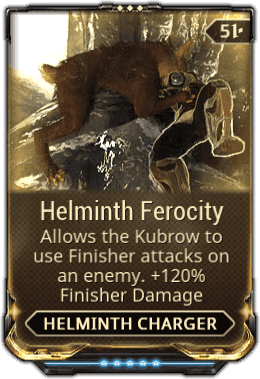 51
Helminth Ferocity
Allows the Kubrow to
use Finisher attacks on
an enemy. +120%
Finisher Damage
HELMINTH CHARGER